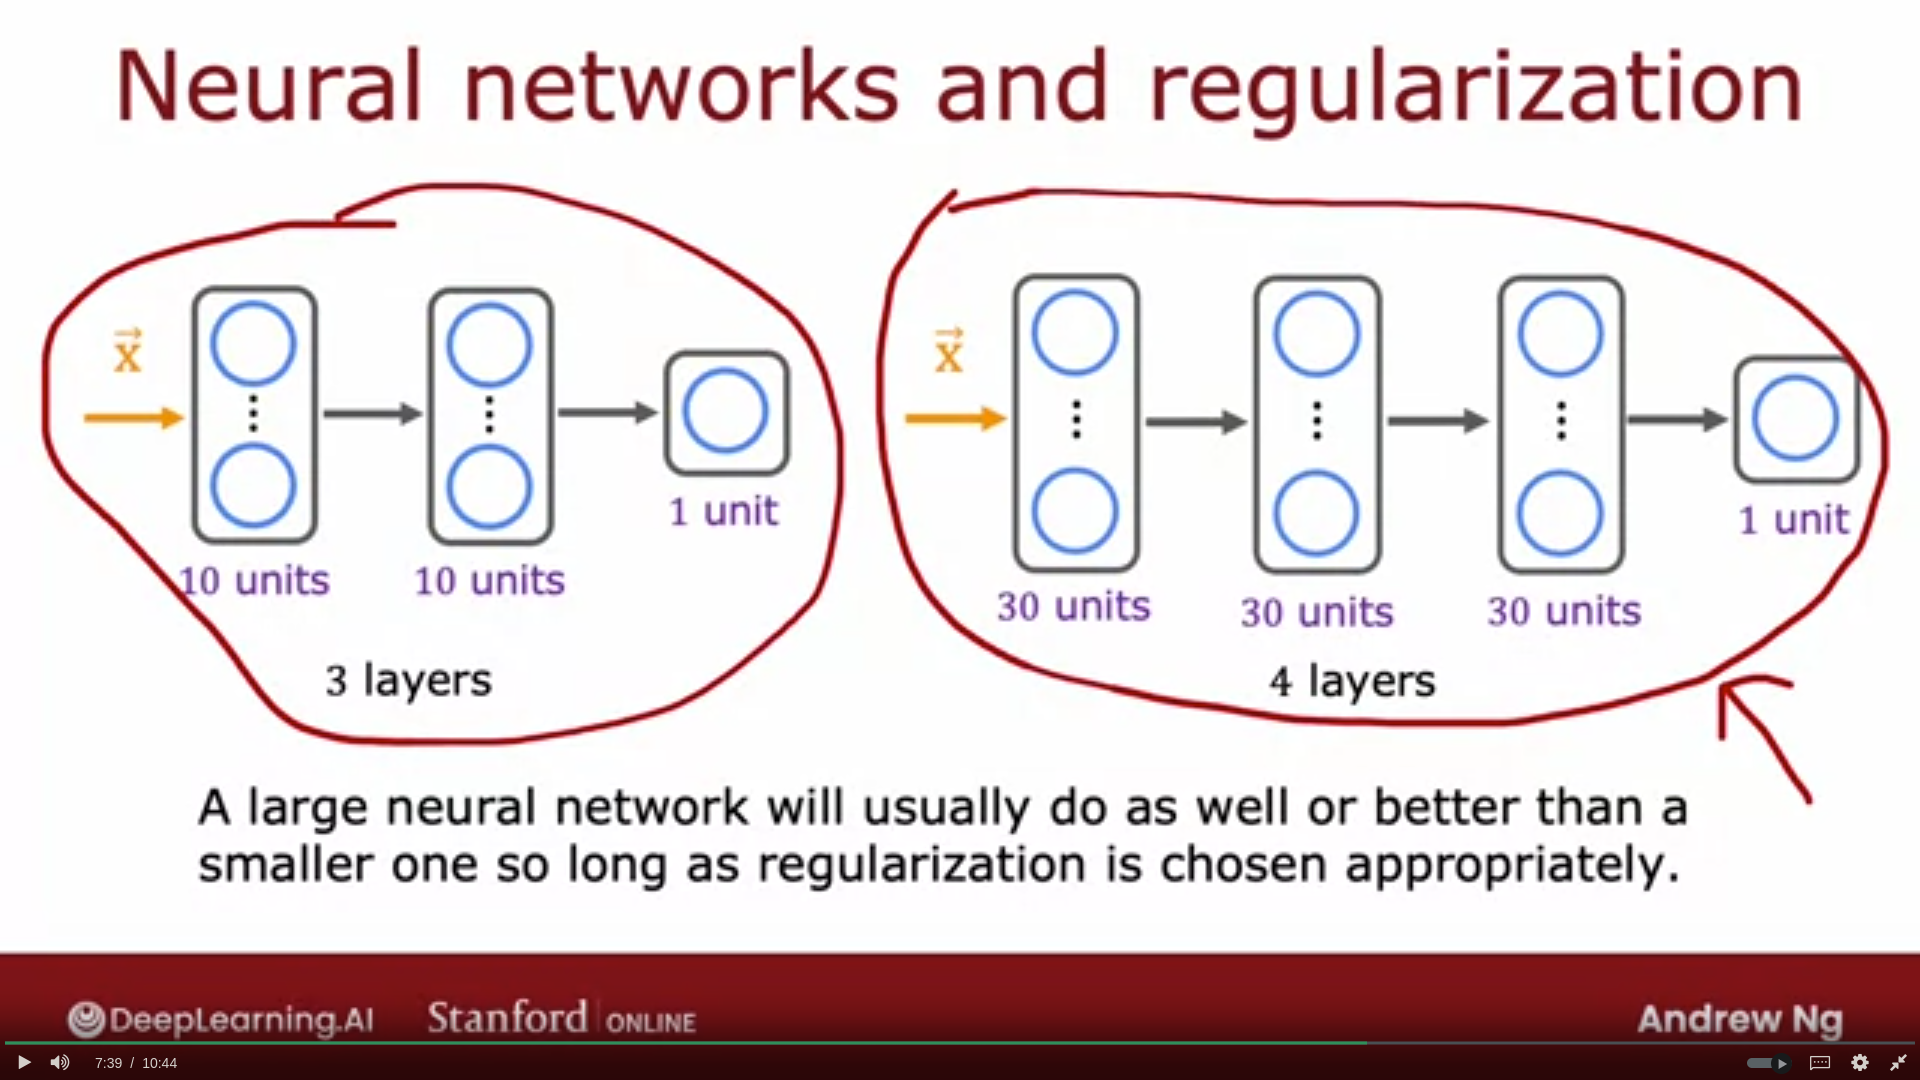 Neural networks and regularization
x x
1 unit 1 unit
10 units 10 units 30 units 30 units 30 units
3 layers 4 layers
A large neural network will usually do as well or better than a
smaller one so long as regularization is chosen appropriately.
DeepLearning.AI Stanford | ONLINE Andrew Ng
7:39 / 10:44